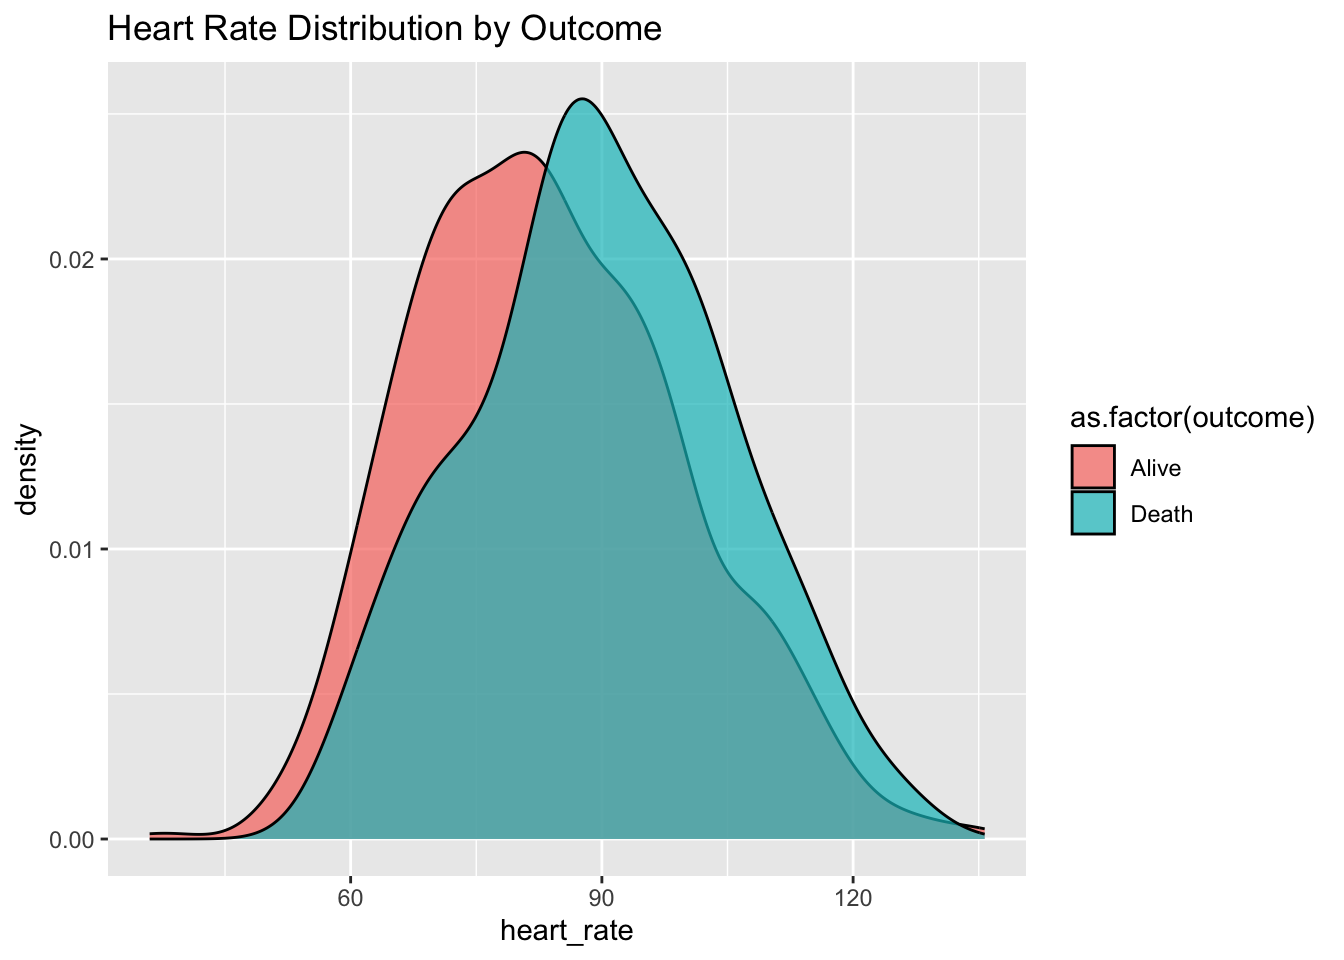 Heart Rate Distribution by Outcome
0.02
0.01
0.00
density
60 90 120
heart_rate
as.factor(outcome)
Alive
Death